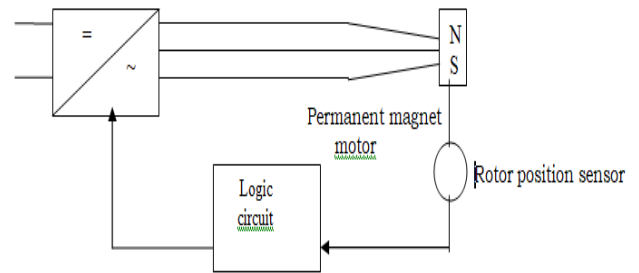 =
~
N
S
Permanent magnet
motor
Rotor position sensor
Logic
circuit